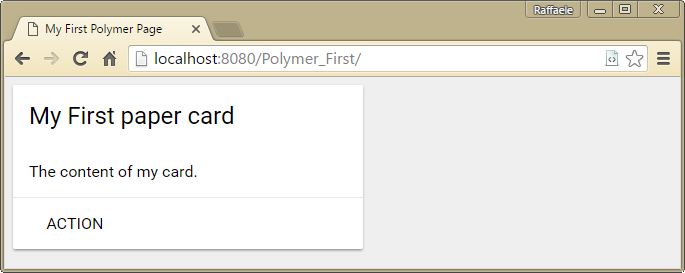 Raffaele
My First Polymer Page
localhost:8080/Polymer_First/
My First paper card
The content of my card.
ACTION